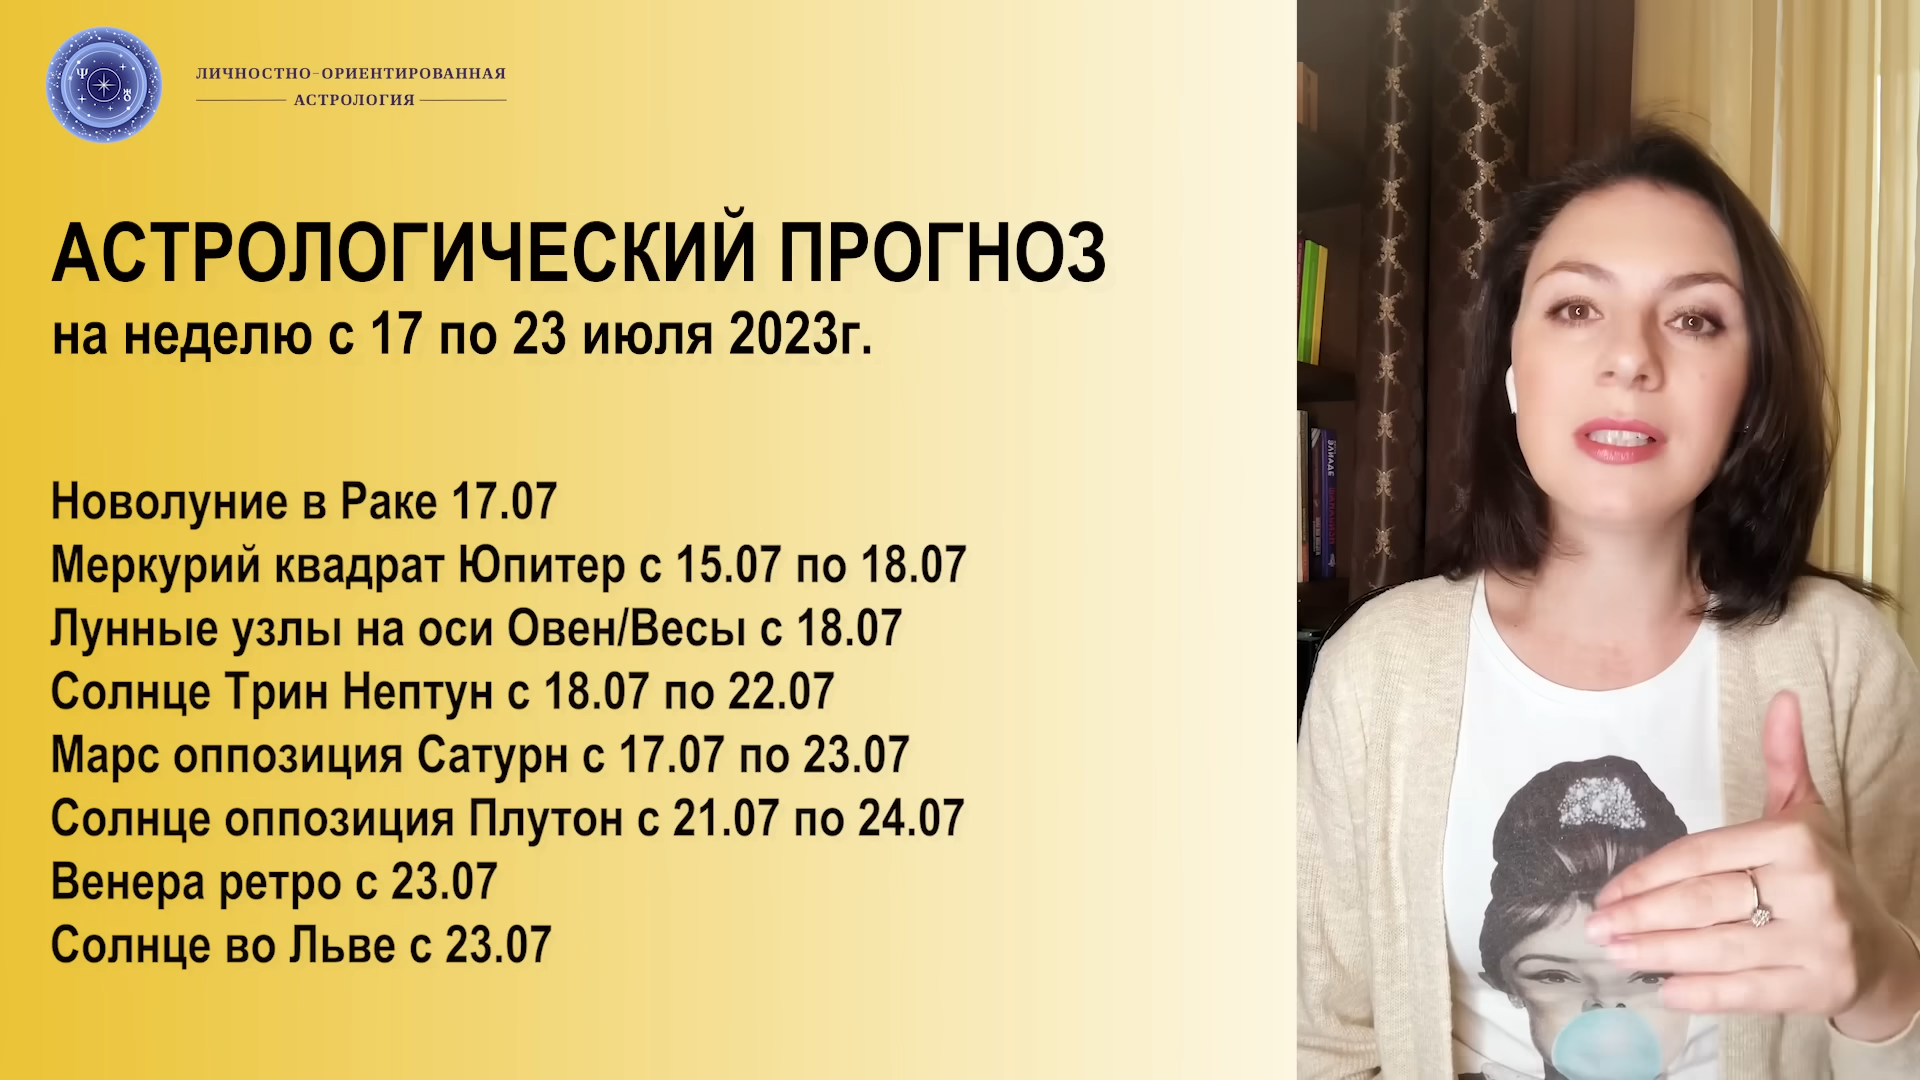 ЛИЧНОСТНО-ОРИЕНТИРОВАННАЯ
АСТРОЛОГИЯ
АСТРОЛОГИЧЕСКИЙ ПРОГНОЗ
на неделю с 17 по 23 июля 2023г.
Новолуние в Раке 17.07
Меркурий квадрат Юпитер с 15.07 по 18.07
Лунные узлы на оси Овен/Весы с 18.07
Солнце Трин Нептун с 18.07 по 22.07
Марс оппозиция Сатурн с 17.07 по 23.07
Солнце оппозиция Плутон с 21.07 по 24.07
Венера ретро с 23.07
Солнце во Льве с 23.07